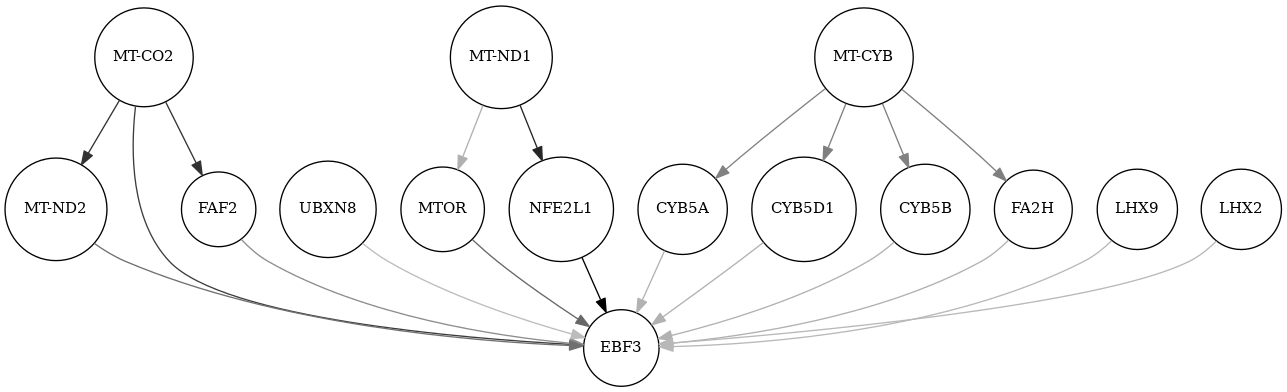 MT-CO2
MT-ND1
MT-CYB
MT-ND2
FAF2
UBXN8
MTOR
NFE2L1
CYB5A
CYB5D1
CYB5B
FA2H
LHX9
LHX2
EBF3